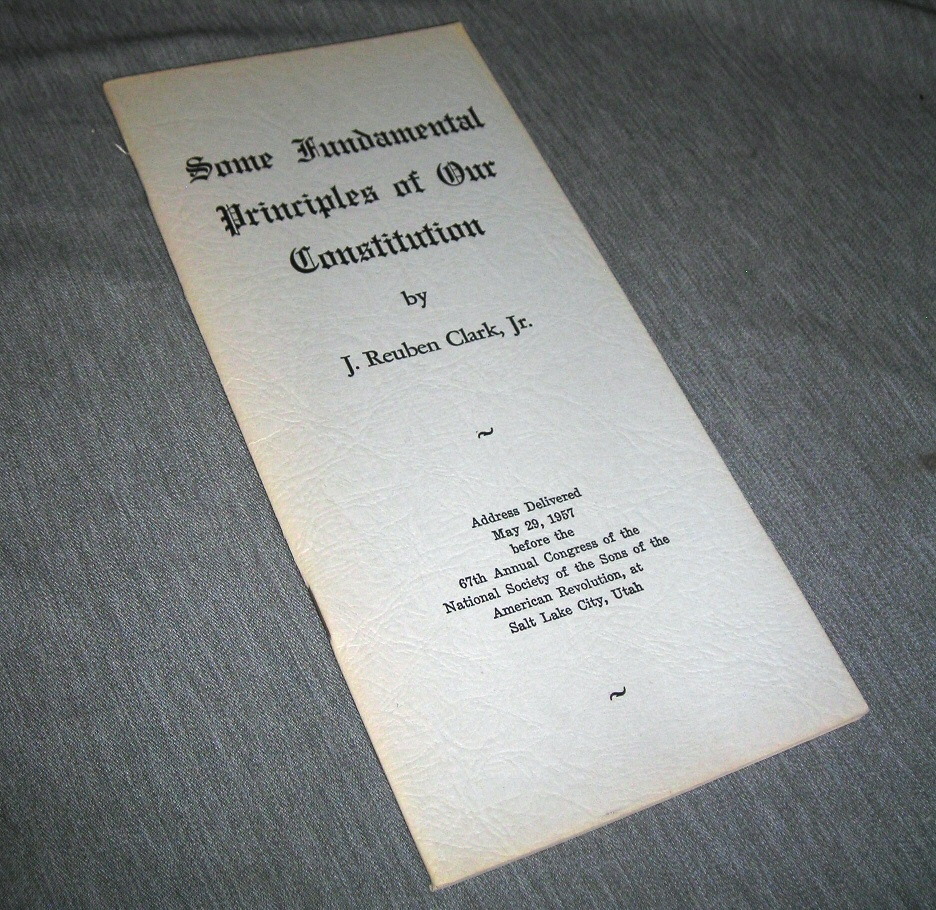 Some Fundamental
Principles of Our
Constitution
by
J. Reuben Clark, Jr.
~
Address Delivered
May 29, 1957
before the
67th Annual Congress of the
National Society of the Sons of the
American Revolution, at
Salt Lake City, Utah
~